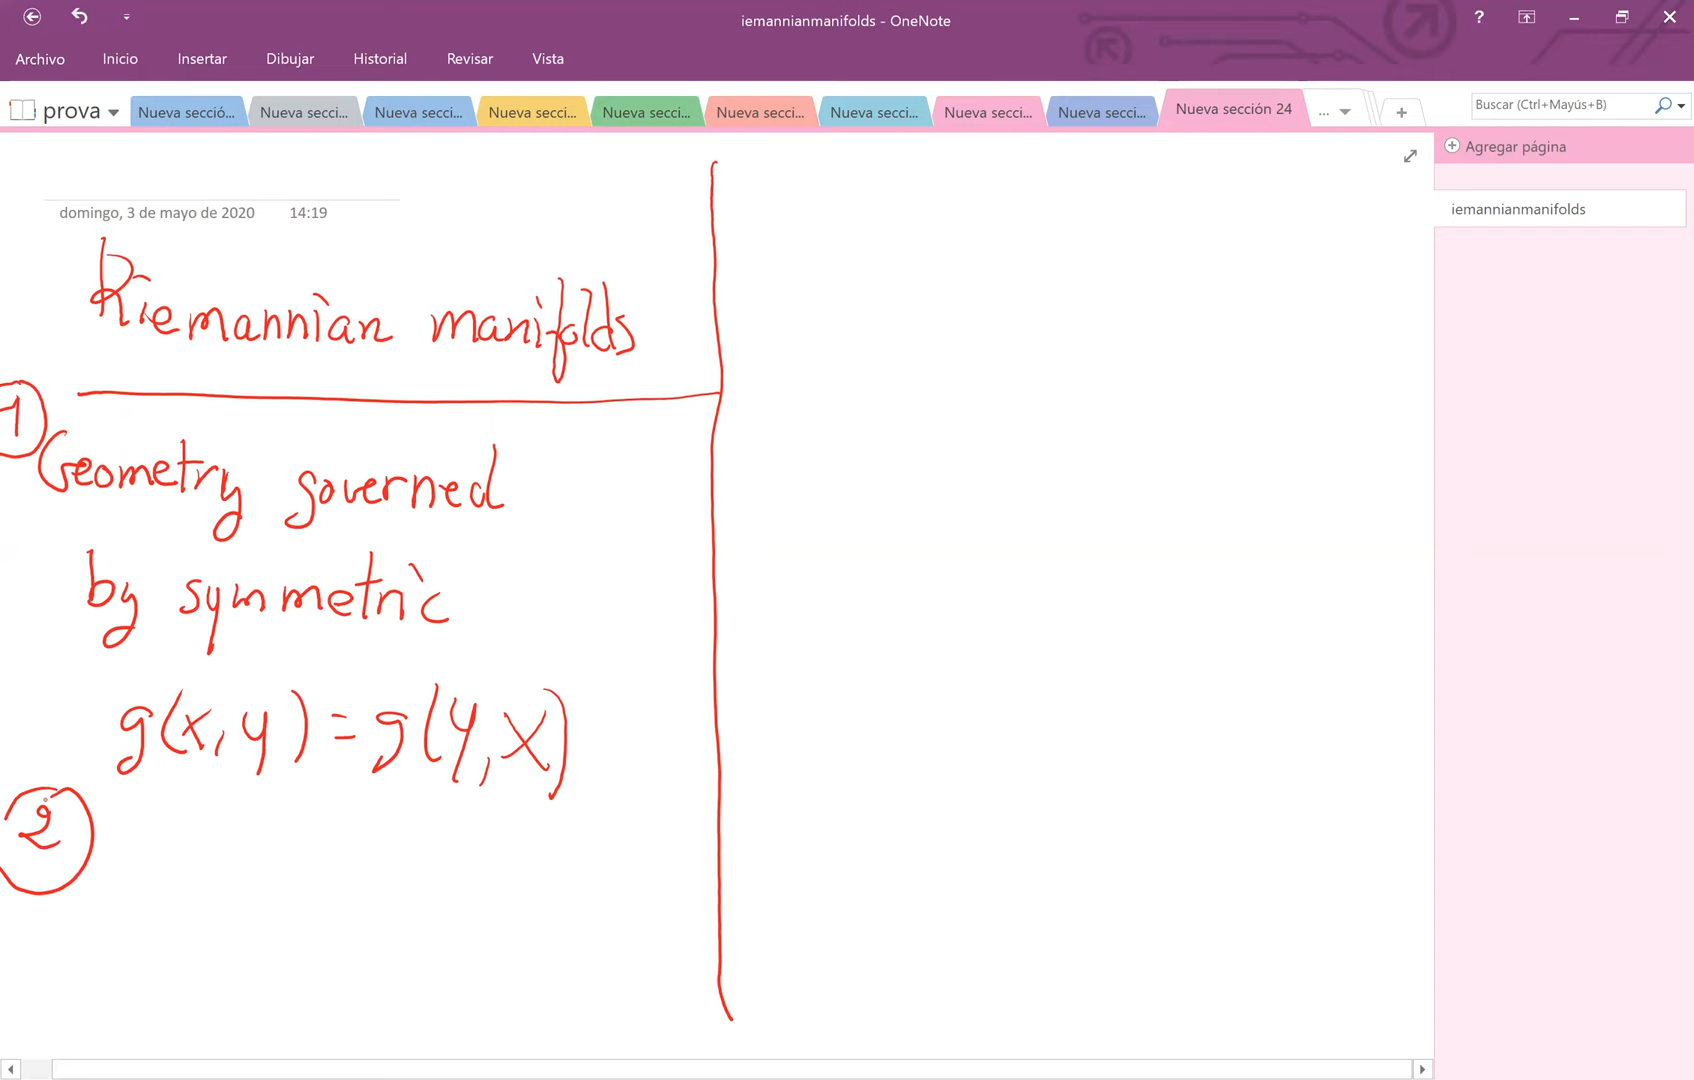 iemannianmanifolds - OneNote
?
Archivo Inicio Insertar Dibujar Historial Revisar Vista
prova Nueva secció... Nueva secci... Nueva secci... Nueva secci... Nueva secci... Nueva secci... Nueva secci... Nueva secci... Nueva secci... Nueva sección 24 ... Buscar (Ctrl+Mayús+B)
Agregar página
iemannianmanifolds
domingo, 3 de mayo de 2020 14:19
Riemannian manifolds
1
Geometry governed
by symmetric
g(x,y) = g(y,x)
2